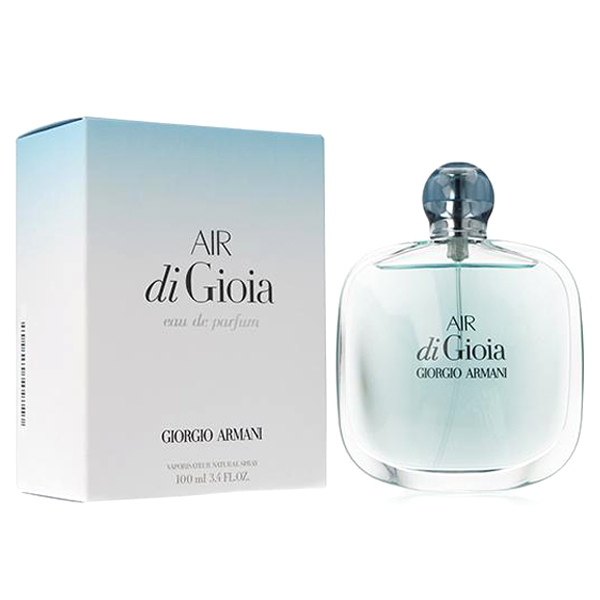 AIR
di Gioia
eau de parfum
GIORGIO ARMANI
VAPORISATEUR NATURAL SPRAY
100 ml 3.4 FL.OZ.
AIR
di Gioia
GIORGIO ARMANI